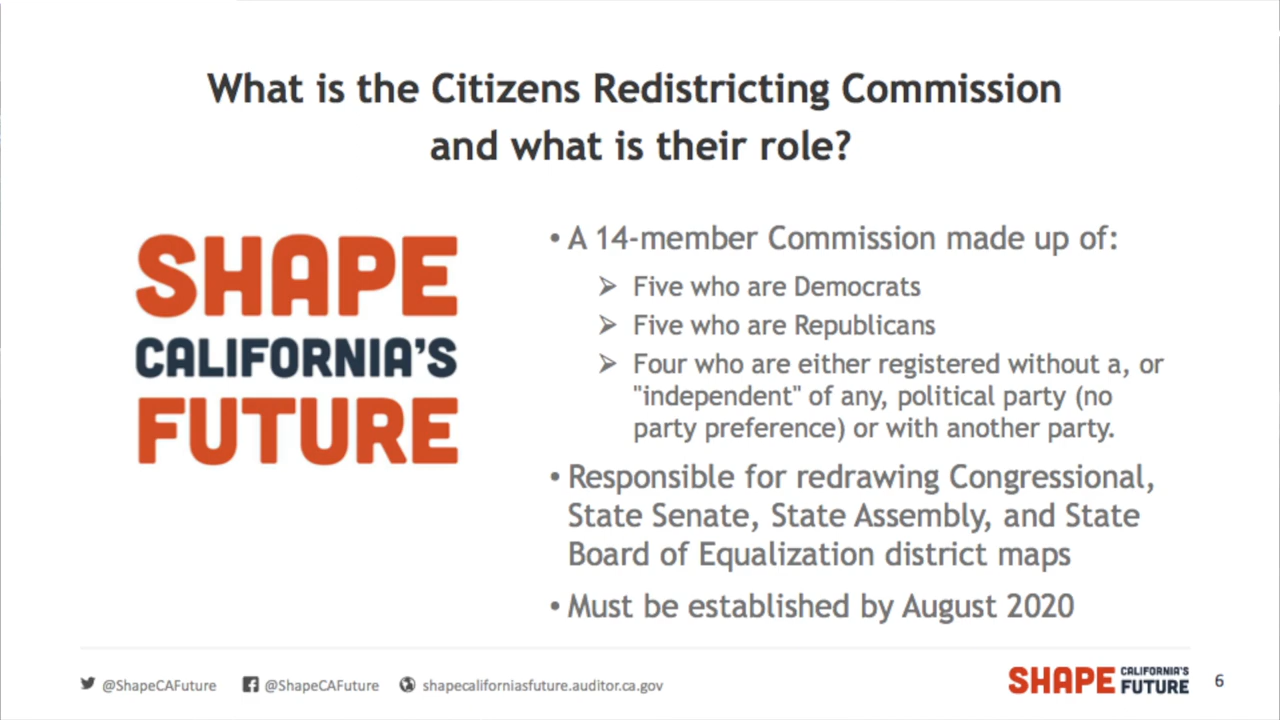 What is the Citizens Redistricting Commission
and what is their role?
SHAPE
CALIFORNIA'S
FUTURE
• A 14-member Commission made up of:
➢ Five who are Democrats
➢ Five who are Republicans
➢ Four who are either registered without a, or
"independent" of any, political party (no
party preference) or with another party.
• Responsible for redrawing Congressional,
State Senate, State Assembly, and State
Board of Equalization district maps
• Must be established by August 2020
@ShapeCAFuture
@ShapeCAFuture
shapecaliforniasfuture.auditor.ca.gov
SHAPE
CALIFORNIA'S
FUTURE
6